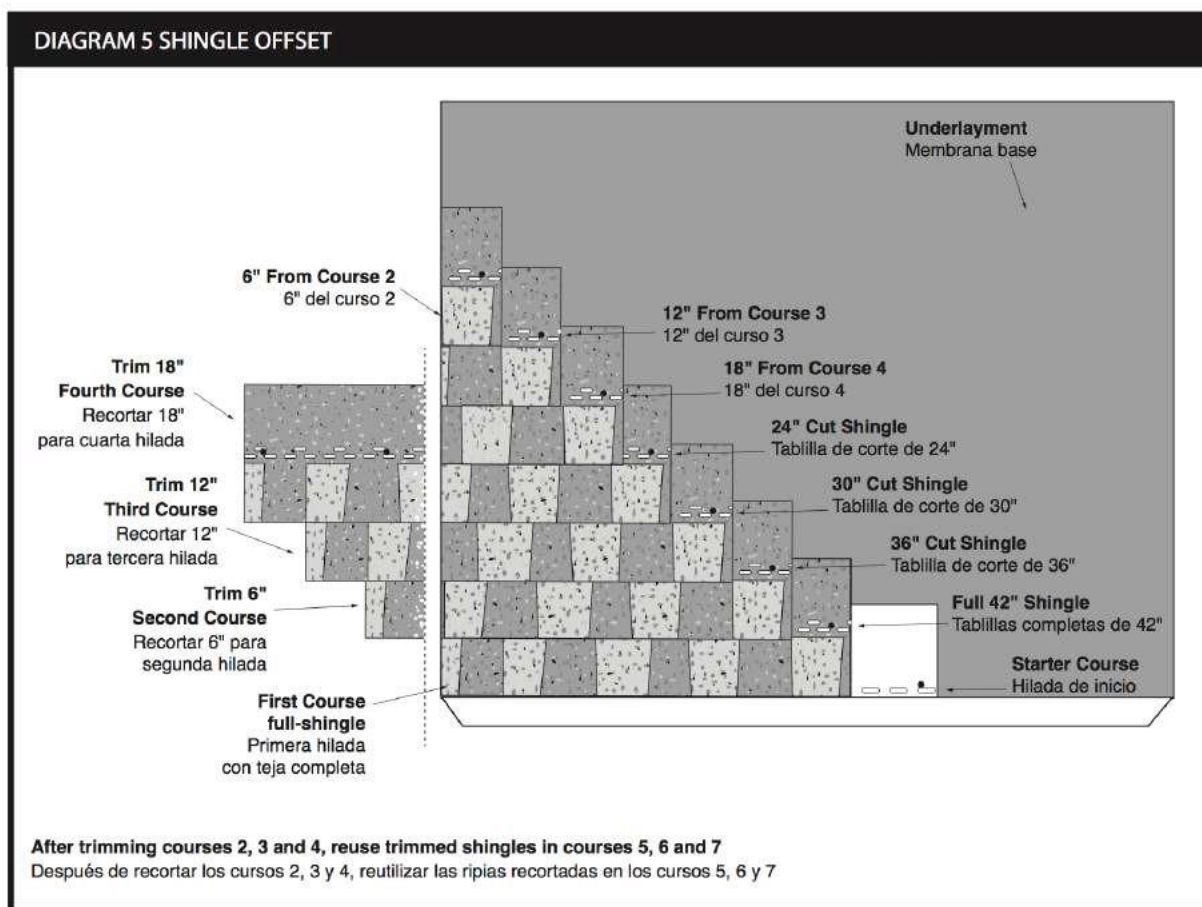 DIAGRAM 5 SHINGLE OFFSET
Underlayment
Membrana base
6" From Course 2
6" del curso 2
12" From Course 3
12" del curso 3
18" From Course 4
18" del curso 4
24" Cut Shingle
Tablilla de corte de 24"
30" Cut Shingle
Tablilla de corte de 30"
36" Cut Shingle
Tablilla de corte de 36"
Full 42" Shingle
Tablillas completas de 42"
Starter Course
Hilada de inicio
Trim 18"
Fourth Course
Recortar 18"
para cuarta hilada
Trim 12"
Third Course
Recortar 12"
para tercera hilada
Trim 6"
Second Course
Recortar 6" para
segunda hilada
First Course
full-shingle
Primera hilada
con teja completa
After trimming courses 2, 3 and 4, reuse trimmed shingles in courses 5, 6 and 7
Después de recortar los cursos 2, 3 y 4, reutilizar las ripias recortadas en los cursos 5, 6 y 7